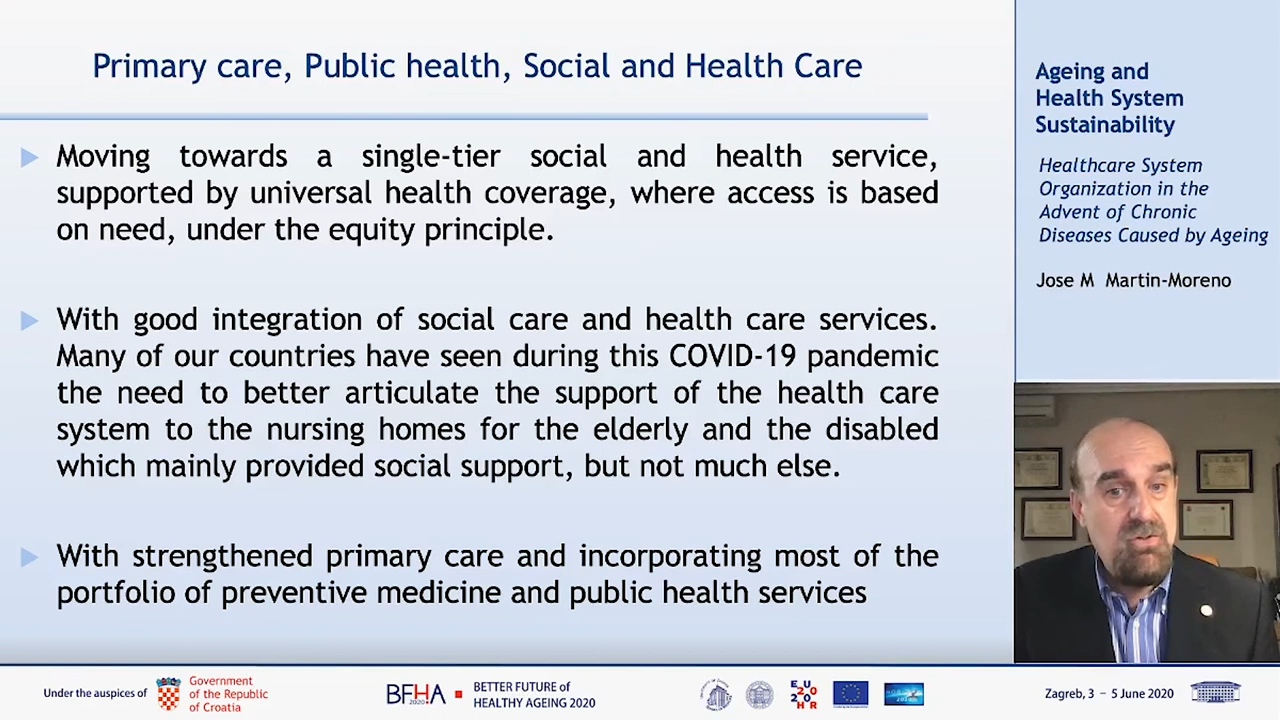 Primary care, Public health, Social and Health Care
Moving towards a single-tier social and health service,
supported by universal health coverage, where access is based
on need, under the equity principle.
With good integration of social care and health care services.
Many of our countries have seen during this COVID-19 pandemic
the need to better articulate the support of the health care
system to the nursing homes for the elderly and the disabled
which mainly provided social support, but not much else.
With strengthened primary care and incorporating most of the
portfolio of preventive medicine and public health services
Ageing and
Health System
Sustainability
Healthcare System
Organization in the
Advent of Chronic
Diseases Caused by Ageing
Jose M Martin-Moreno
Under the auspices of
Government
of the Republic
of Croatia
BFHA
2020
BETTER FUTURE of
HEALTHY AGEING 2020
EU
20
20
HR
Zagreb, 3 – 5 June 2020